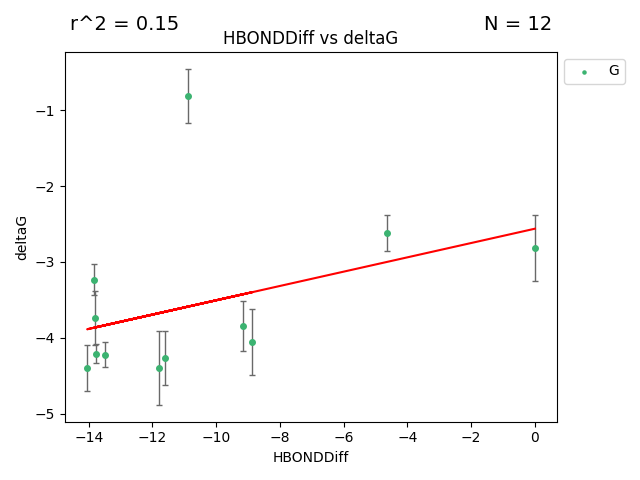 r^2 = 0.15
N = 12
HBONDDiff vs deltaG
G
−1
−2
−3
−4
−5
deltaG
−14
−12
−10
−8
−6
−4
−2
0
HBONDDiff